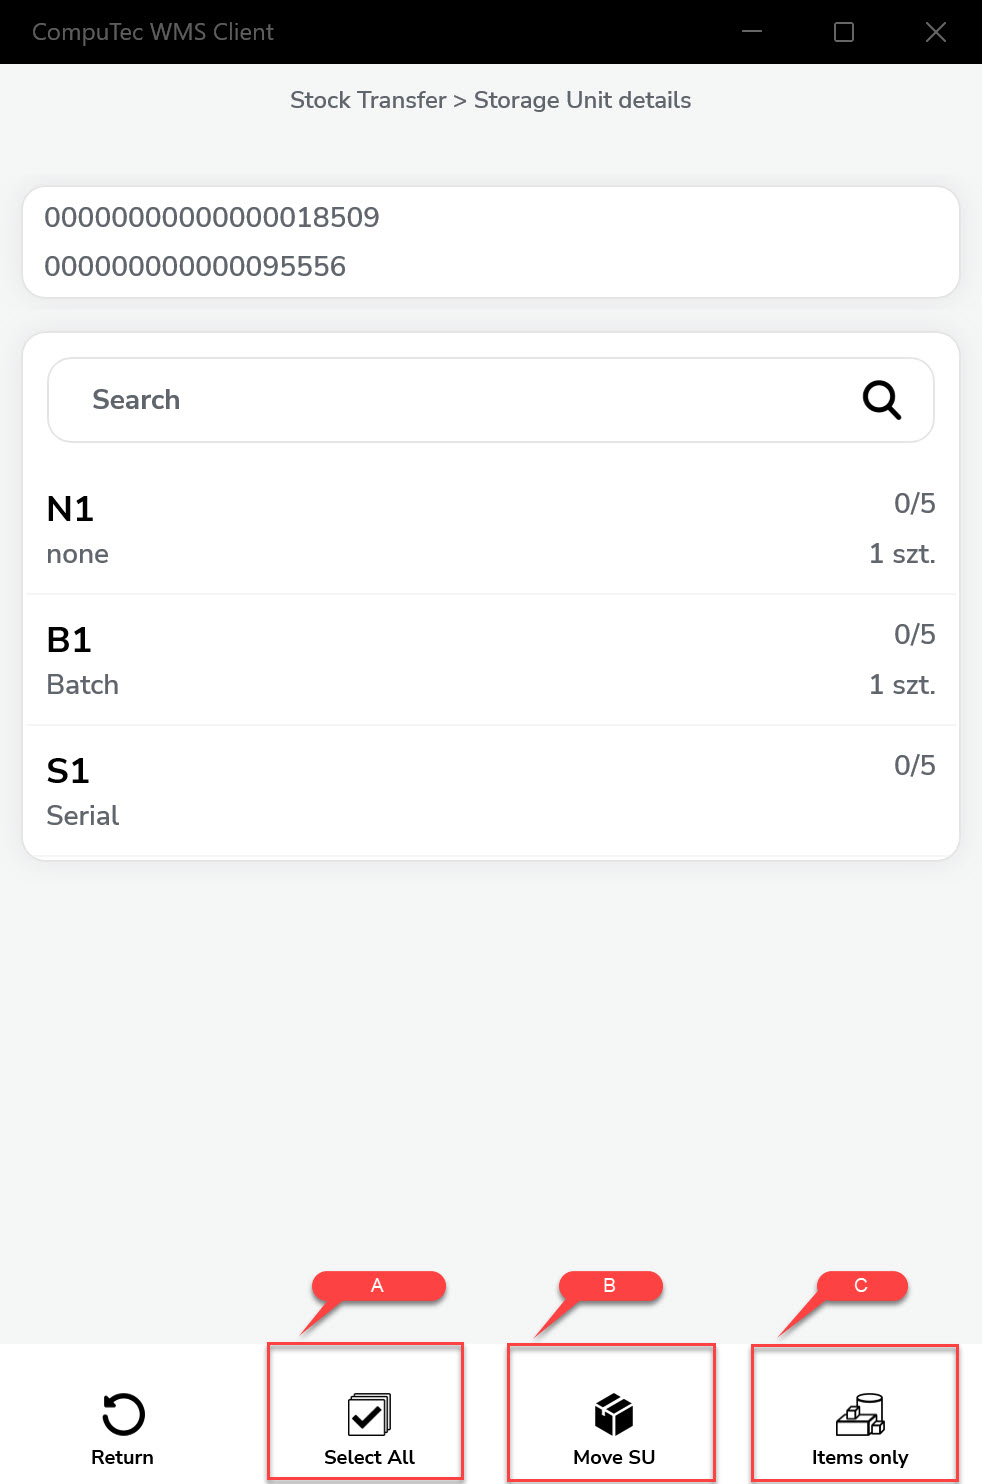 CompuTec WMS Client
Stock Transfer > Storage Unit details
00000000000000018509
000000000000095556
Search
N1
0/5
none
1 szt.
B1
0/5
Batch
1 szt.
S1
0/5
Serial
A
B
C
Return
Select All
Move SU
Items only